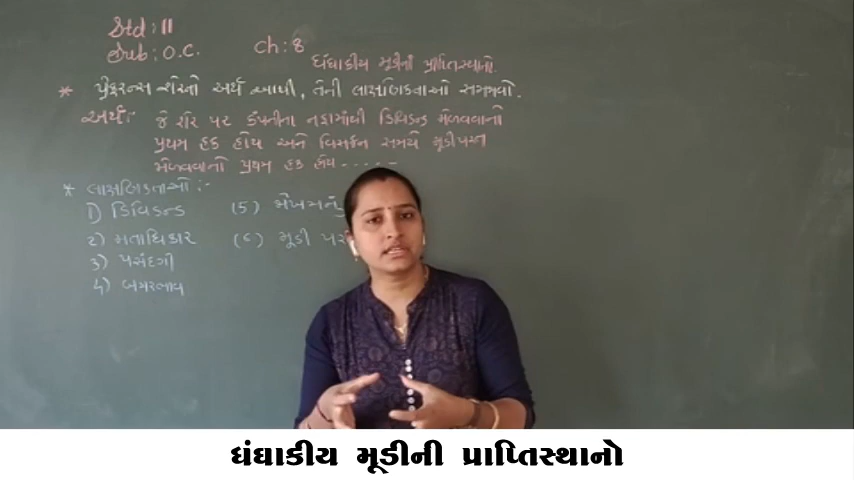 Std: 11
Sub: O.C.
Ch: 8
ધંધાકીય મૂડીનાં પ્રાપ્તિસ્થાનો.
* પ્રેફરન્સ શેરનો અર્થ આપી, તેની લાક્ષણિકતાઓ સમજાવો.
અર્થ:- જે શેર પર કંપનીના નફામાંથી ડિવિડન્ડ મેળવવાનો
પ્રથમ હક હોય અને વિસર્જન સમયે મૂડી પરત
મેળવવાનો પ્રથમ હક હોય - - - - -
* લાક્ષણિકતાઓ :-
1) ડિવિડન્ડ
2) મતાધિકાર
3) પસંદગી
4) બજારભાવ
(5) જોખમનું
(6) મૂડી પર
ધંધાકીય મૂડીની પ્રાપ્તિસ્થાનો